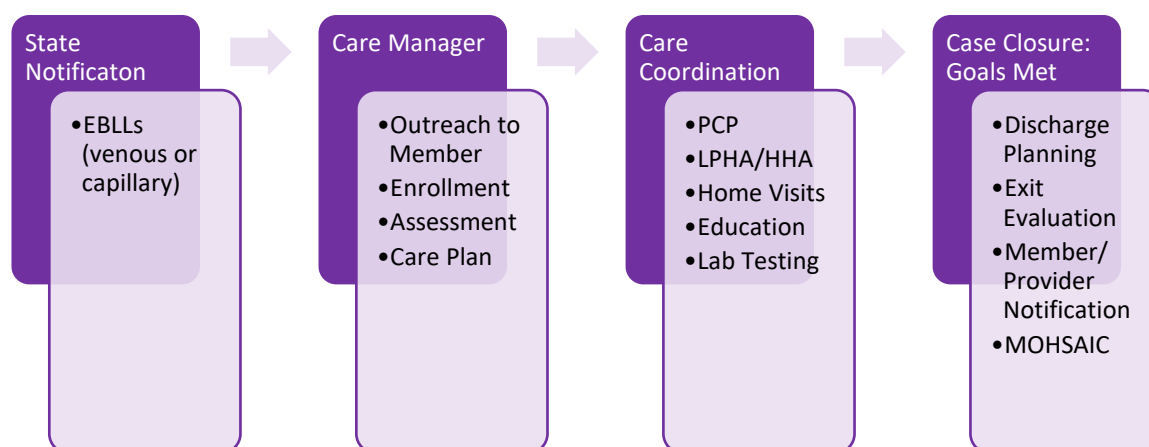 State
Notificaton
•EBLLs
(venous or
capillary)
Care Manager
•Outreach to
Member
•Enrollment
•Assessment
•Care Plan
Care
Coordination
•PCP
•LPHA/HHA
•Home Visits
•Education
•Lab Testing
Case Closure:
Goals Met
•Discharge
Planning
•Exit
Evaluation
•Member/
Provider
Notification
•MOHSAIC